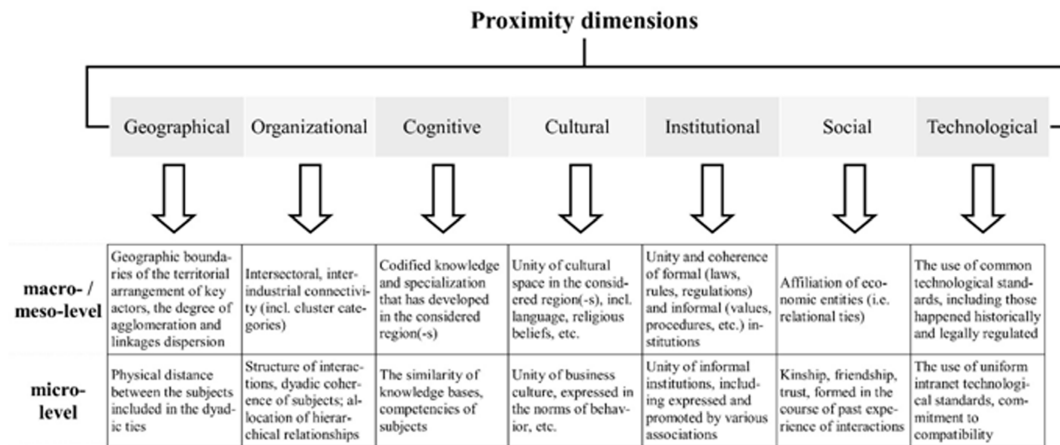 Proximity dimensions
Geographical
Organizational
Cognitive
Cultural
Institutional
Social
Technological
macro- /
meso-level
Geographic bounda-
ries of the territorial
arrangement of key
actors, the degree of
agglomeration and
linkages dispersion
Intersectoral, inter-
industrial connectivi-
ty (incl. cluster cate-
gories)
Codified knowledge
and specialization
that has developed
in the considered
region(-s)
Unity of cultural
space in the consid-
ered region(-s), incl.
language, religious
beliefs, etc.
Unity and coherence
of formal (laws,
rules, regulations)
and informal (values,
procedures, etc.) in-
stitutions
Affiliation of eco-
nomic entities (i.e.
relational ties)
The use of common
technological stand-
ards, including those
happened historically
and legally regulated
micro-
level
Physical distance
between the subjects
included in the dyad-
ic ties
Structure of interac-
tions, dyadic coher-
ence of subjects; al-
location of hierar-
chical relationships
The similarity of
knowledge bases,
competencies of
subjects
Unity of business
culture, expressed in
the norms of behav-
ior, etc.
Unity of informal
institutions, includ-
ing expressed and
promoted by various
associations
Kinship, friendship,
trust, formed in the
course of past expe-
rience of interactions
The use of uniform
intranet technologi-
cal standards, com-
mitment to
compatibility